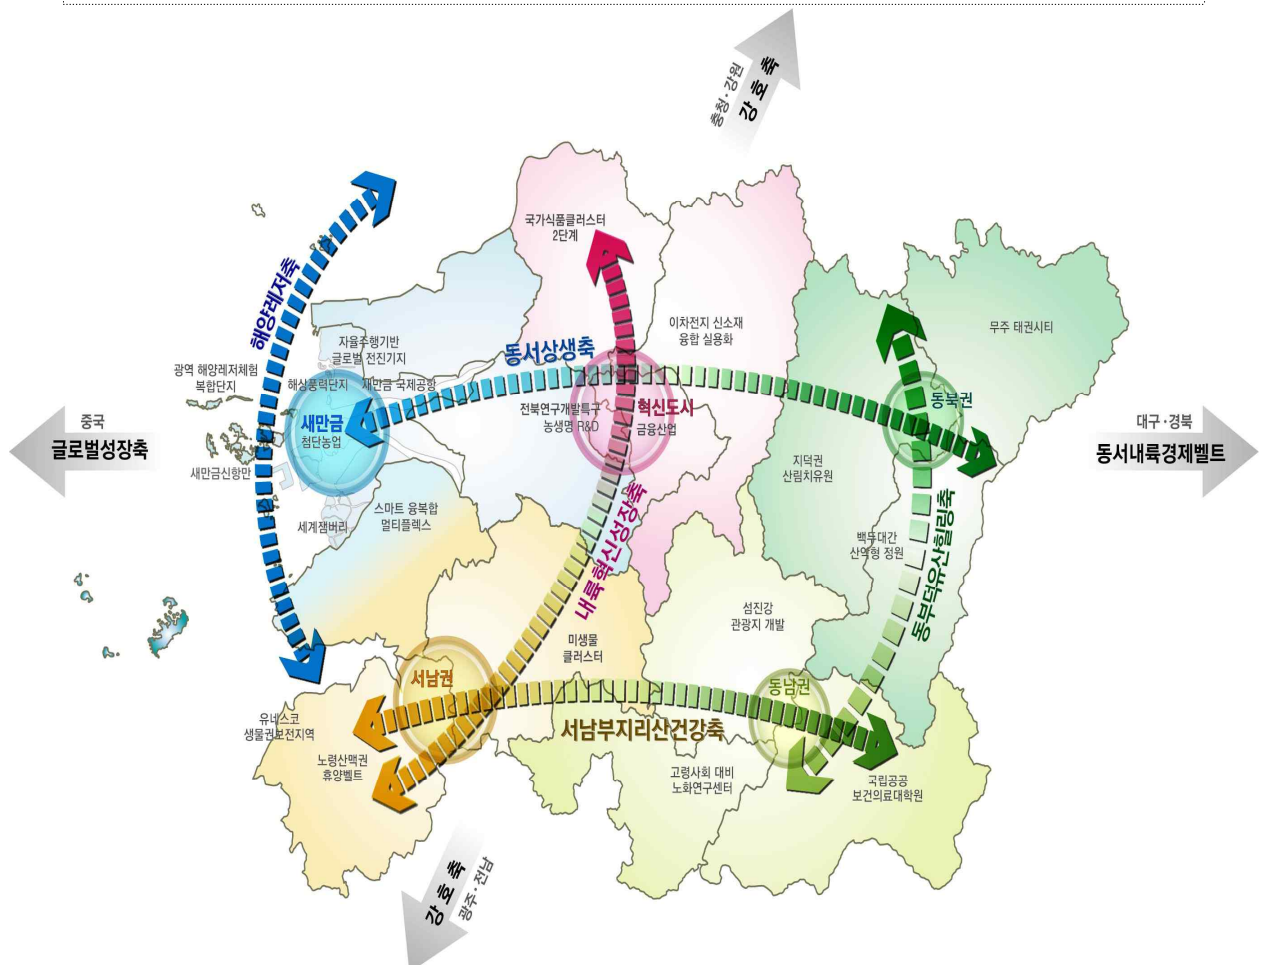 충청·강원
강 호 축
국가식품클러스터
2단계
해양레저축
이차전지 신소재
융합 실용화
무주 태권시티
자율주행기반
글로벌 전진기지
동서상생축
광역 해양레저체험
복합단지
해상풍력단지
새만금 국제공항
동북권
전북연구개발특구
농생명 R&D
혁신도시
금융산업
새만금
첨단농업
중국
글로벌성장축
대구·경북
동서내륙경제벨트
새만금신항만
지덕권
산림치유원
스마트 융복합
멀티플렉스
세계잼버리
내륙혁신성장축
백두대간
산악형 정원
동부덕유산힐링축
섬진강
관광지 개발
미생물
클러스터
서남권
동남권
유네스코
생물권보전지역
서남부지리산건강축
노령산맥권
휴양벨트
고령사회 대비
노화연구센터
국립공공
보건의료대학원
강 호 축
광주·전남